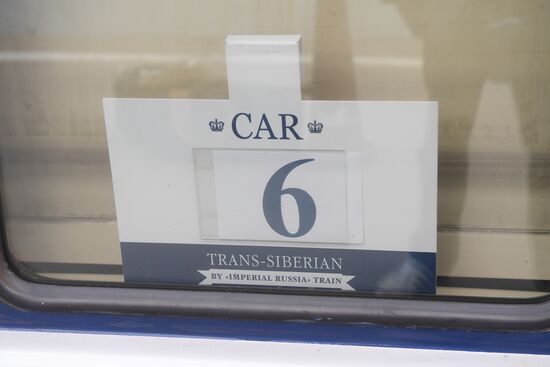 CAR
6
TRANS-SIBERIAN
BY «IMPERIAL RUSSIA» TRAIN